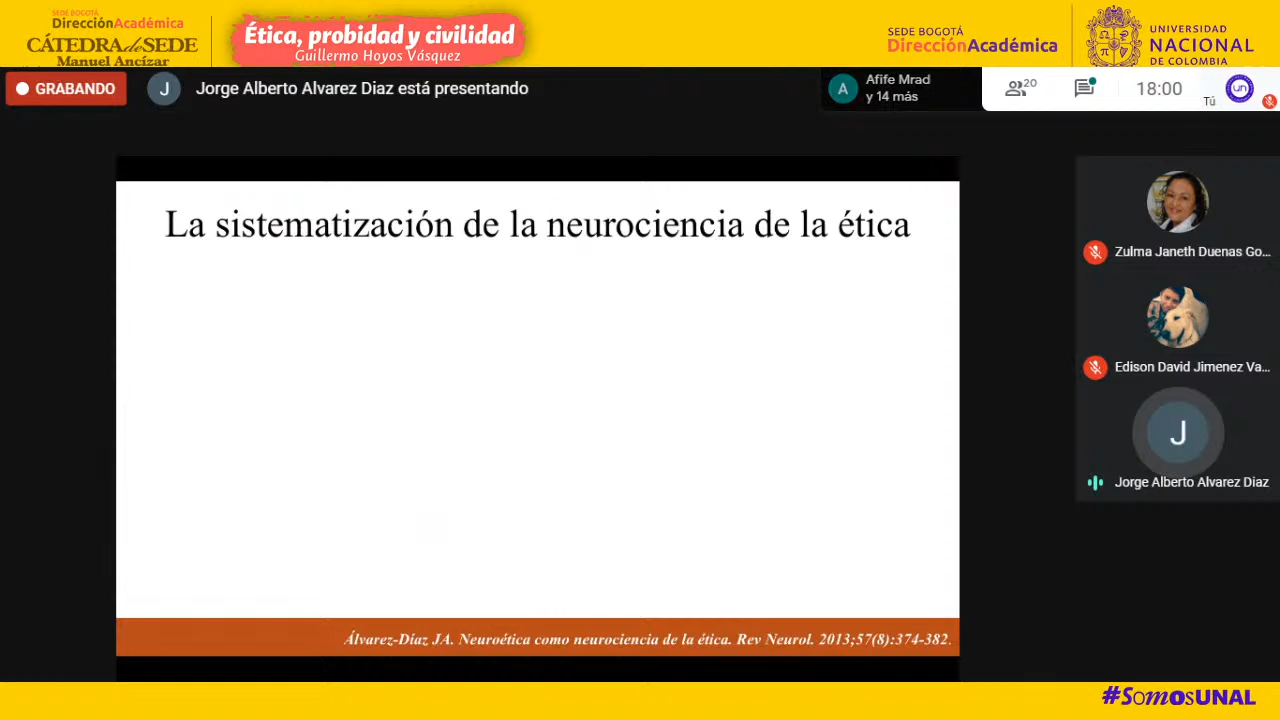 SEDE BOGOTÁ
DirecciónAcadémica
CÁTEDRA de SEDE
Manuel Ancízar
Ética, probidad y civilidad
Guillermo Hoyos Vásquez
SEDE BOGOTÁ
DirecciónAcadémica
UNIVERSIDAD
NACIONAL
DE COLOMBIA
GRABANDO
J
Jorge Alberto Alvarez Diaz está presentando
A
Afife Mrad
y 14 más
20
18:00
Tú
un
La sistematización de la neurociencia de la ética
Zulma Janeth Duenas Go...
Edison David Jimenez Va...
J
Jorge Alberto Alvarez Diaz
Álvarez-Díaz JA. Neuroética como neurociencia de la ética. Rev Neurol. 2013;57(8):374-382.
#SomosUNAL